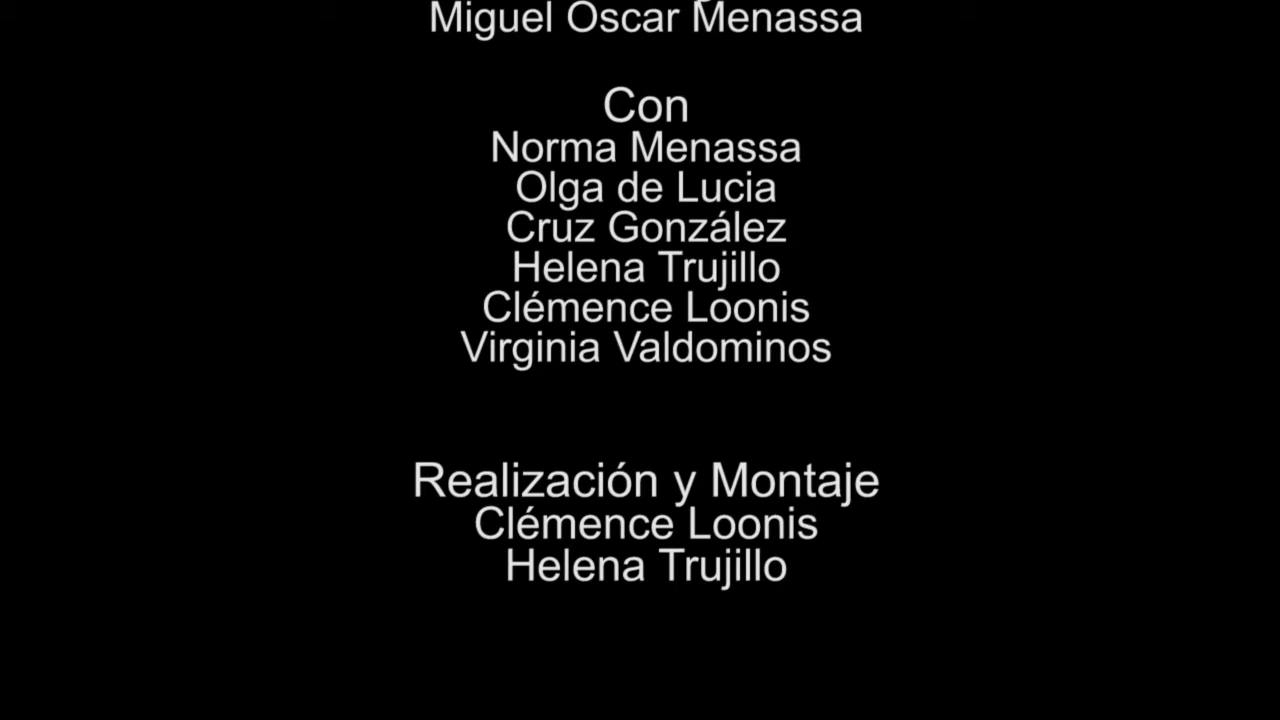 Miguel Oscar Menassa
Con
Norma Menassa
Olga de Lucia
Cruz González
Helena Trujillo
Clémence Loonis
Virginia Valdominos
Realización y Montaje
Clémence Loonis
Helena Trujillo